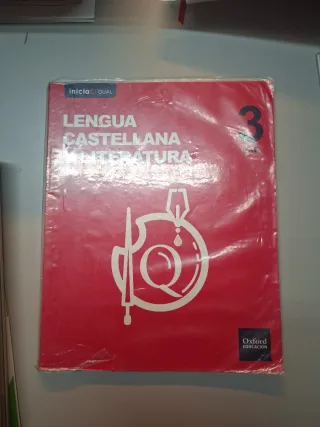 inicia DUAL
LENGUA
CASTELLANA
Y LITERATURA
3
Oxford
EDUCACIÓN